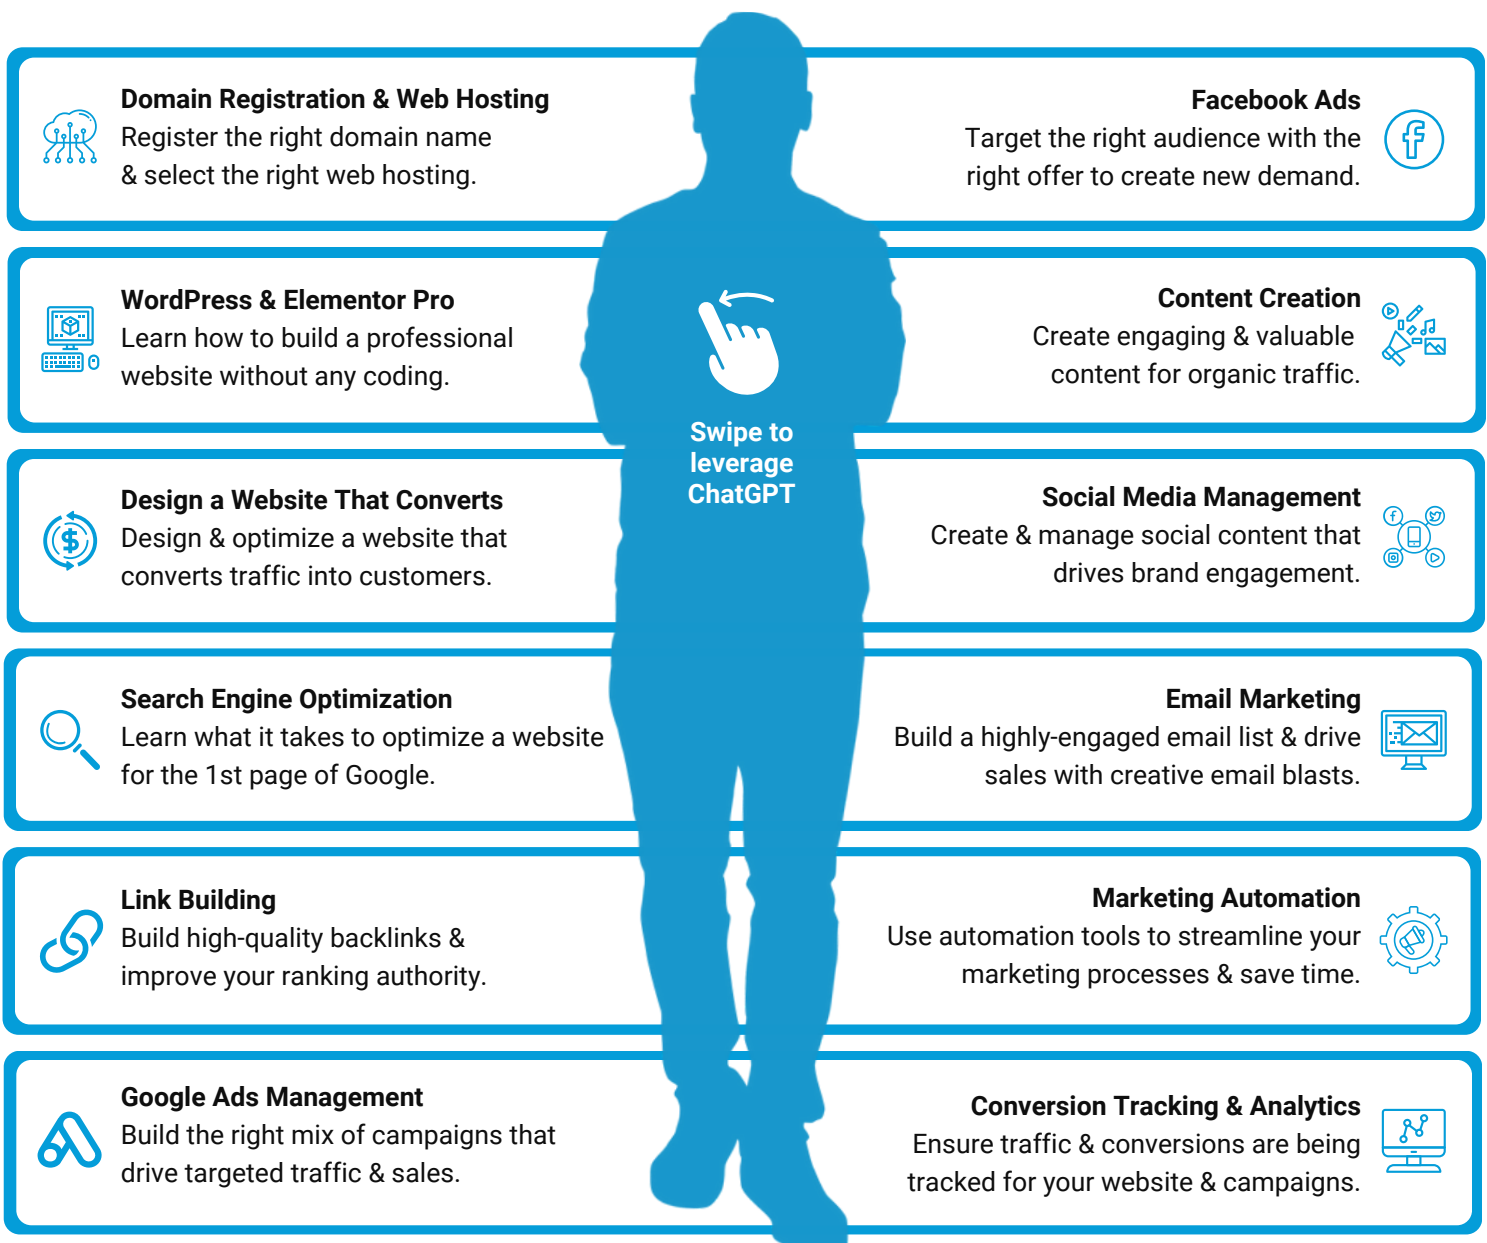 Domain Registration & Web Hosting
Register the right domain name
& select the right web hosting.
Facebook Ads
Target the right audience with the
right offer to create new demand.
WordPress & Elementor Pro
Learn how to build a professional
website without any coding.
Content Creation
Create engaging & valuable
content for organic traffic.
Swipe to
leverage
ChatGPT
Design a Website That Converts
Design & optimize a website that
converts traffic into customers.
Social Media Management
Create & manage social content that
drives brand engagement.
Search Engine Optimization
Learn what it takes to optimize a website
for the 1st page of Google.
Email Marketing
Build a highly-engaged email list & drive
sales with creative email blasts.
Link Building
Build high-quality backlinks &
improve your ranking authority.
Marketing Automation
Use automation tools to streamline your
marketing processes & save time.
Google Ads Management
Build the right mix of campaigns that
drive targeted traffic & sales.
Conversion Tracking & Analytics
Ensure traffic & conversions are being
tracked for your website & campaigns.